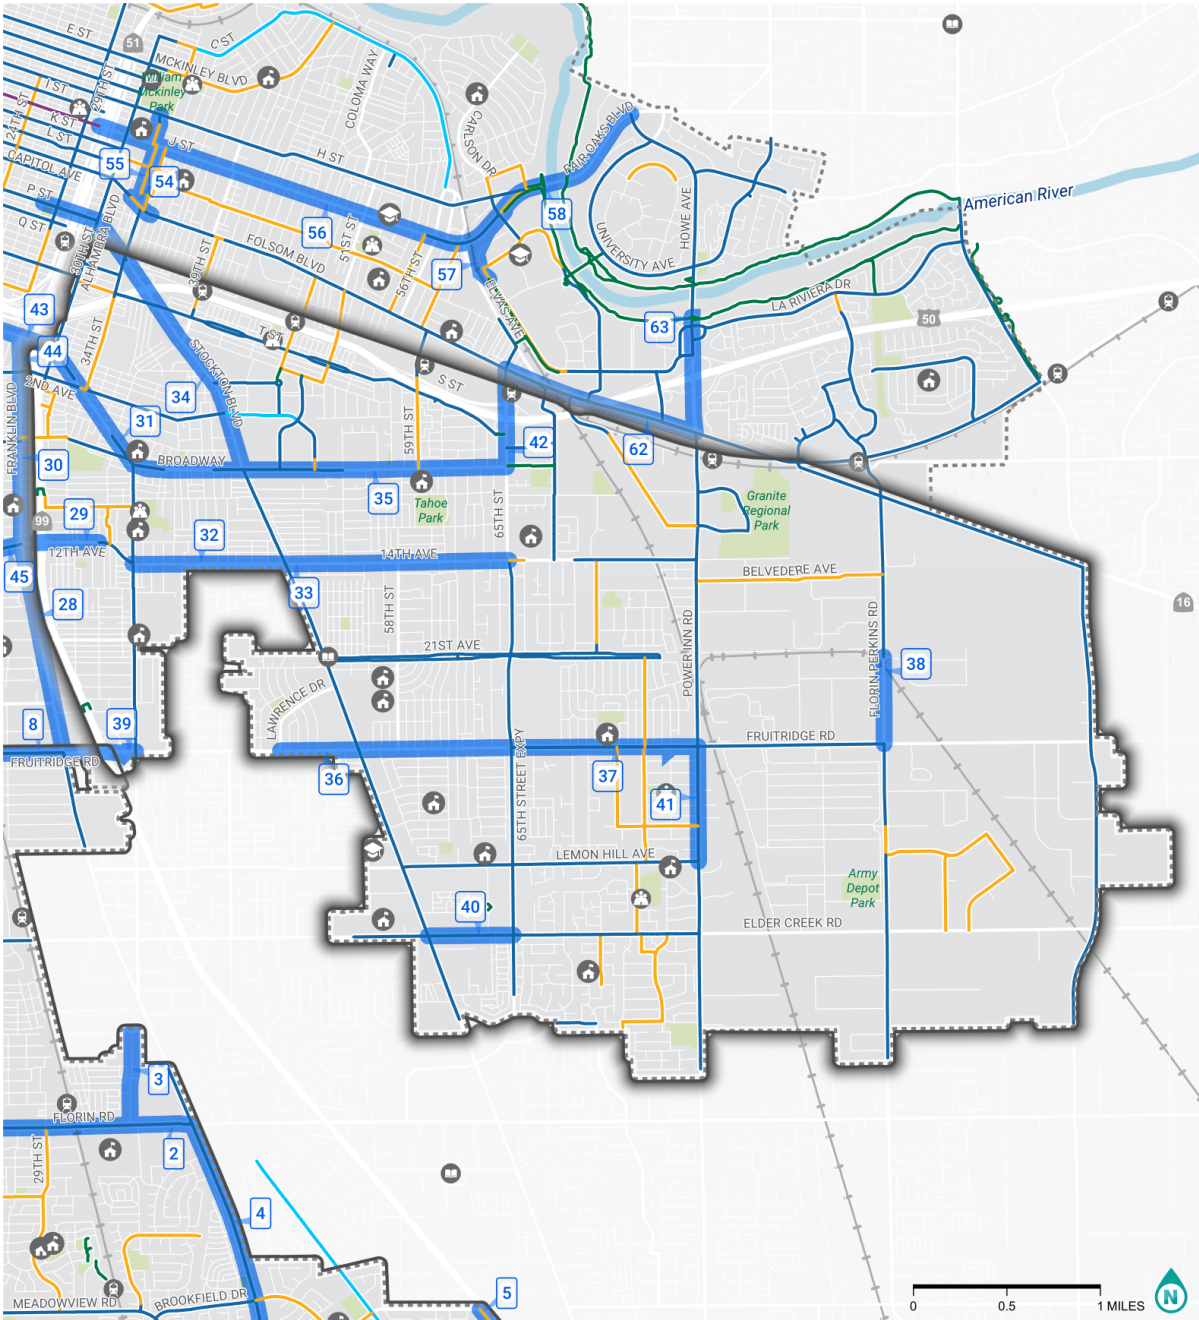 E ST
C ST
51
MCKINLEY BLVD
29TH ST
I ST
William
McKinley
Park
COLOMA WAY
24TH ST
K ST
L ST
J ST
CARLSON DR
FAIR OAKS BLVD
H ST
CAPITOL AVE
55
54
P ST
Q ST
56
58
American River
HOWE AVE
UNIVERSITY AVE
30TH ST
ALHAMBRA BLVD
39TH ST
FOLSOM BLVD
51ST ST
56TH ST
57
ELVAS AVE
LA RIVIERA DR
43
T ST
63
50
44
34TH ST
STOCKTON BLVD
S ST
2ND AVE
34
31
FRANKLIN BLVD
59TH ST
42
62
30
BROADWAY
35
Tahoe
Park
65TH ST
Granite
Regional
Park
29
99
32
12TH AVE
14TH AVE
45
33
BELVEDERE AVE
28
58TH ST
16
21ST AVE
POWER INN RD
FLORIN PERKINS RD
38
LAWRENCE DR
8
39
FRUITRIDGE RD
FRUITRIDGE RD
36
65TH STREET EXPY
37
41
LEMON HILL AVE
Army
Depot
Park
40
ELDER CREEK RD
3
FLORIN RD
29TH ST
2
4
5
MEADOWVIEW RD
BROOKFIELD DR
0
0.5
1 MILES
N